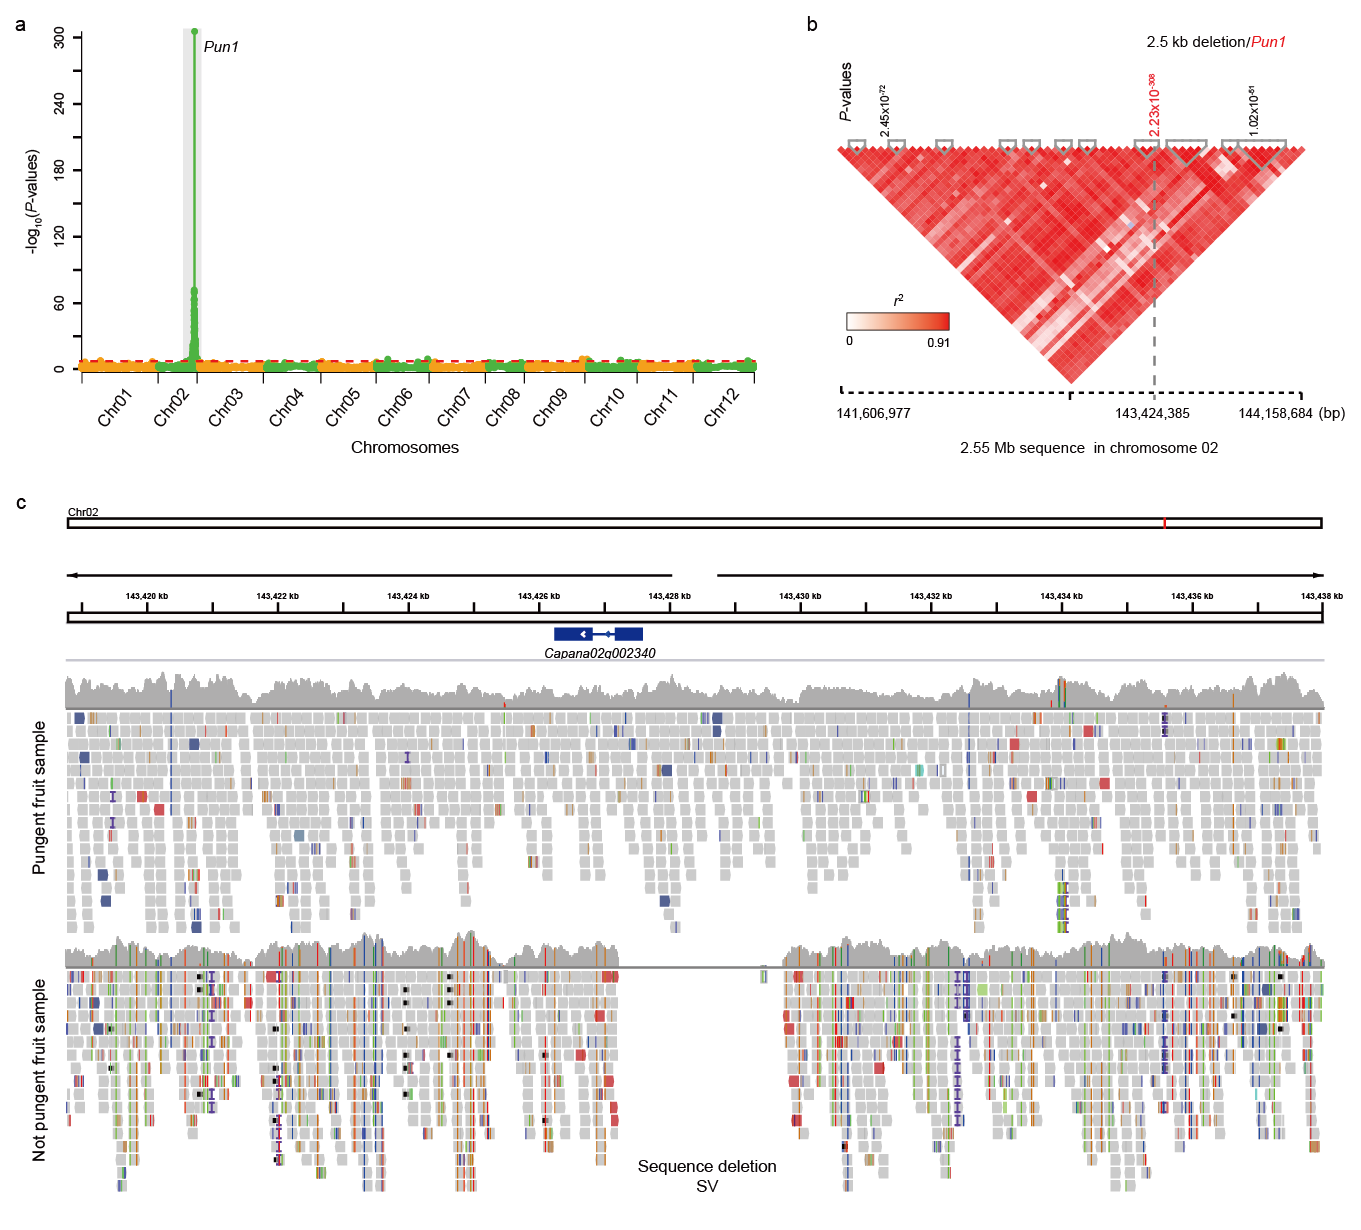 a
Pun1
-log10(P-values)
300
240
180
120
60
0
Chr01
Chr02
Chr03
Chr04
Chr05
Chr06
Chr07
Chr08
Chr09
Chr10
Chr11
Chr12
Chromosomes
b
2.5 kb deletion/Pun1
P-values
2.45x10-72
2.23x10-308
1.02x10-51
r2
0
0.91
141,606,977
143,424,385
144,158,684 (bp)
2.55 Mb sequence in chromosome 02
c
Chr02
143,420 kb
143,422 kb
143,424 kb
143,426 kb
143,428 kb
143,430 kb
143,432 kb
143,434 kb
143,436 kb
143,438 kb
Capana02g002340
Pungent fruit sample
Not pungent fruit sample
Sequence deletion
SV